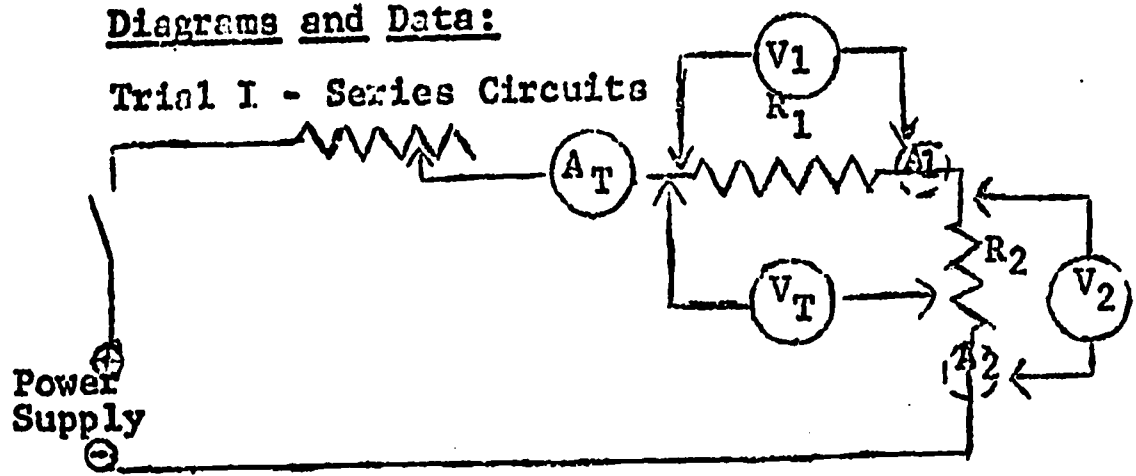 Diagrams and Data:
Trial I - Series Circuits
V1
R1
AT
A1
R2
VT
V2
A2
Power
Supply
+
-